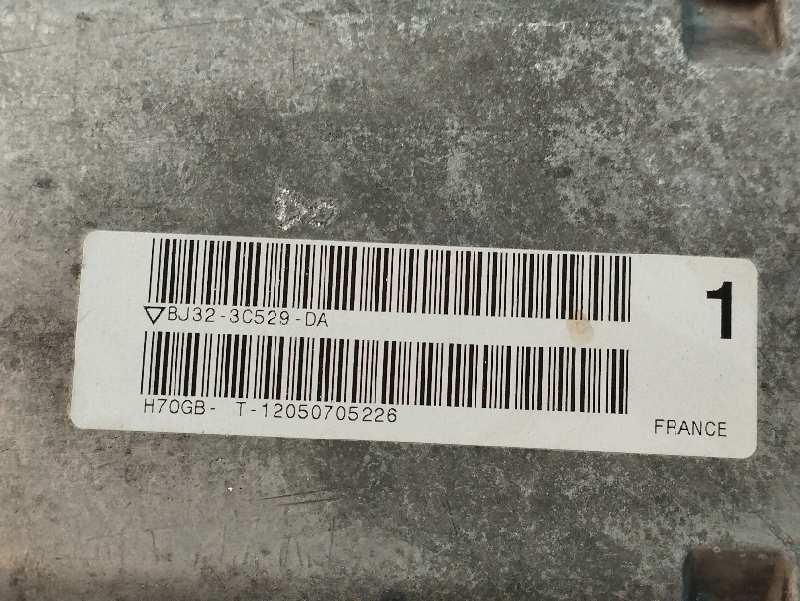 ▽BJ32-3C529-DA
1
H70GB- T-12050705226
FRANCE